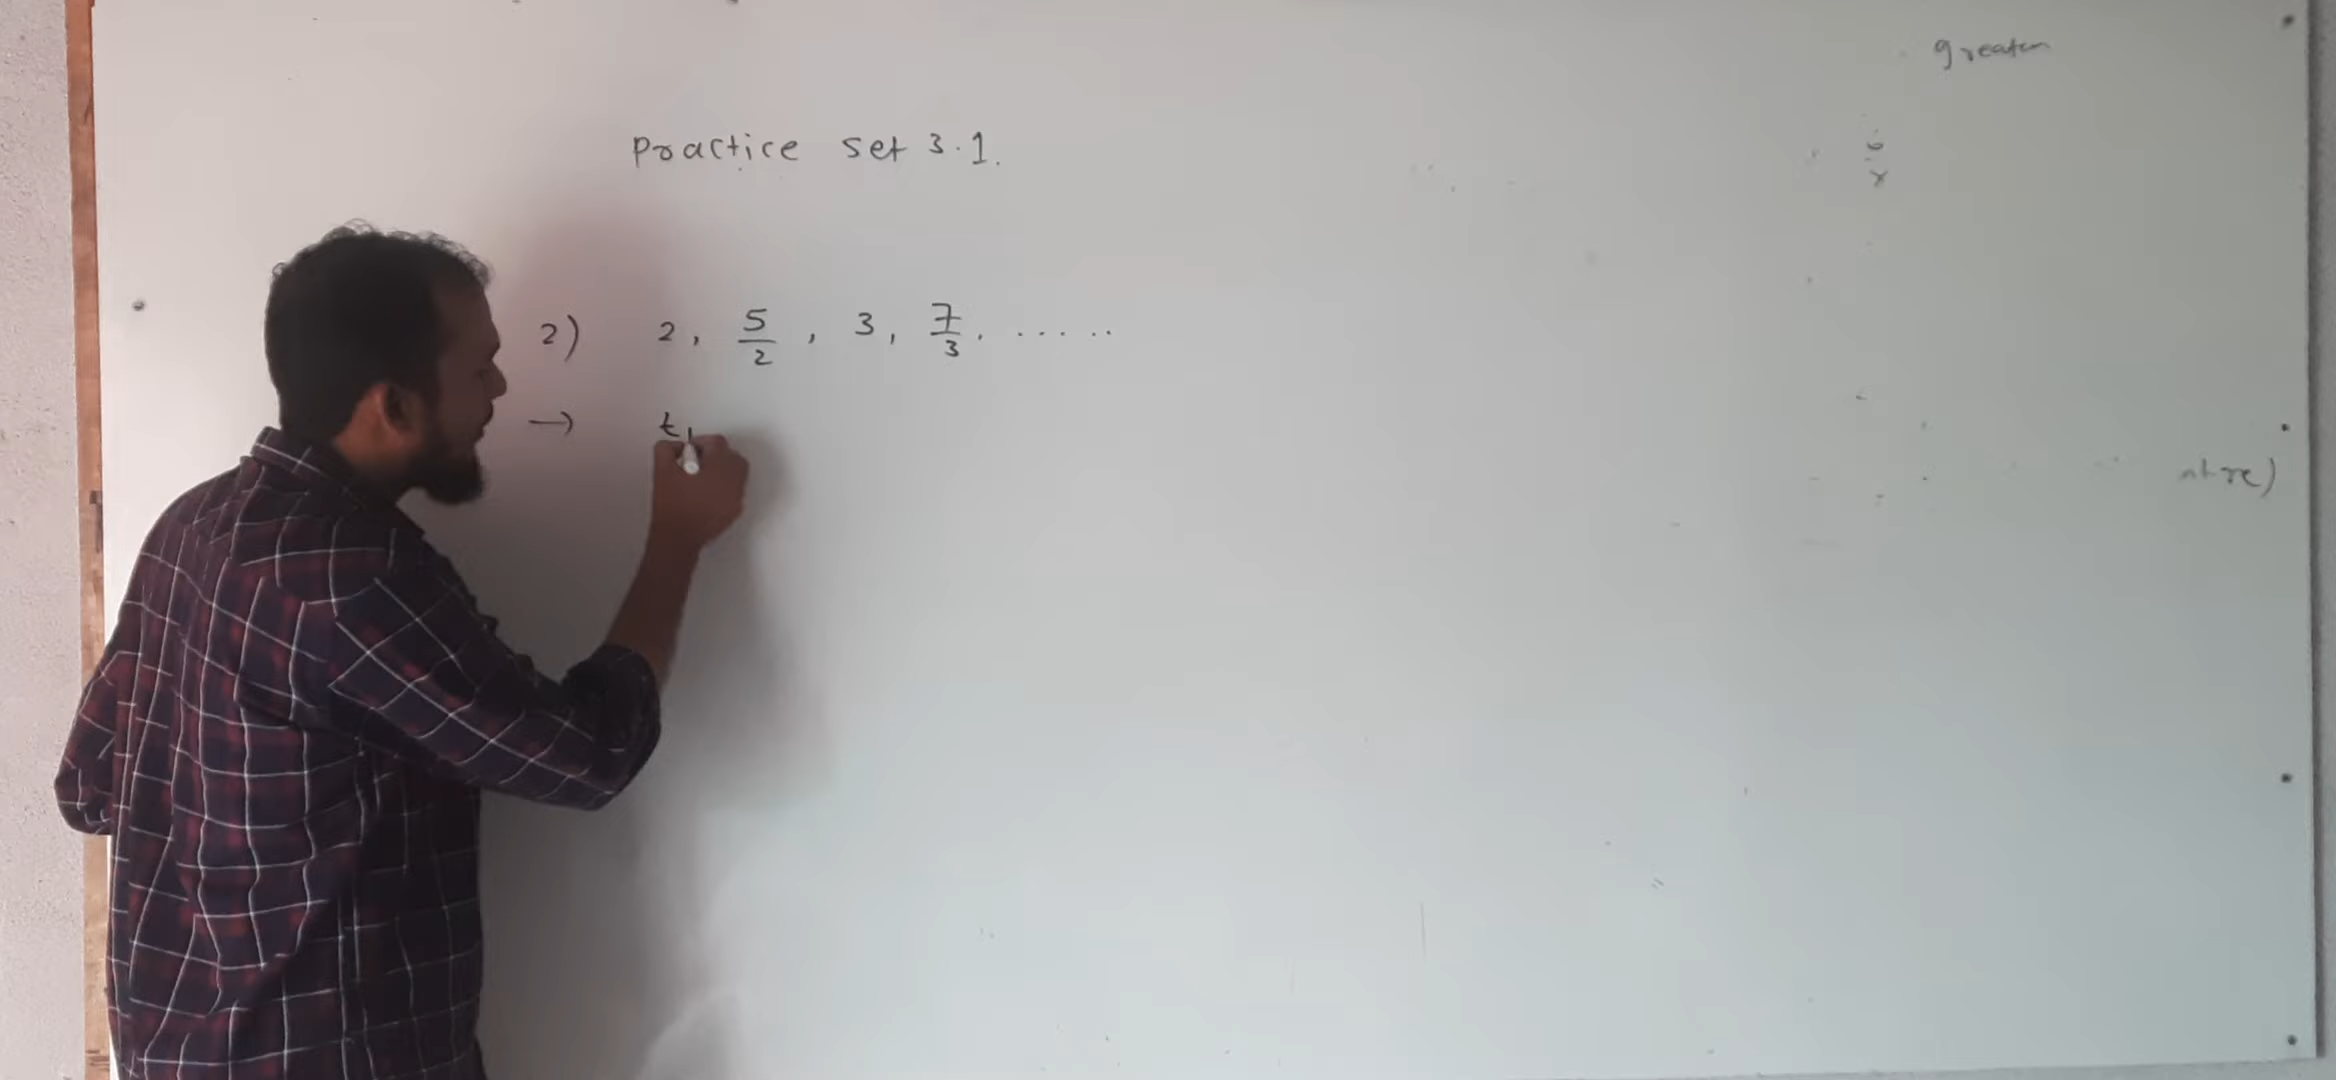 greater
Practice set 3.1.
2) 2, 5/2, 3, 7/3, .....
→ t1